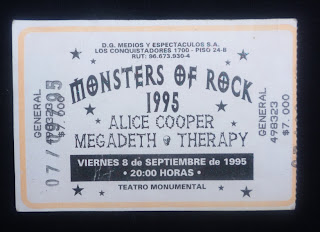 D.G. MEDIOS Y ESPECTACULOS S.A.
LOS CONQUISTADORES 1700 - PISO 24-B
RUT: 96.673.930-4
MONSTERS OF ROCK
1995
ALICE COOPER
MEGADETH THERAPY
VIERNES 8 de SEPTIEMBRE de 1995
• 20:00 HORAS •
TEATRO MONUMENTAL
GENERAL
498323
$7.000
GENERAL
498323
$7.000